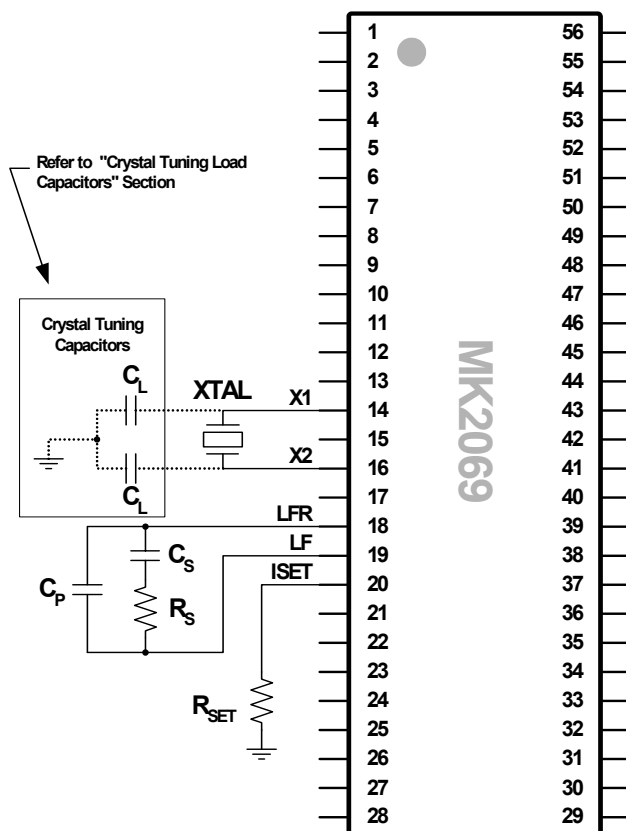 Refer to "Crystal Tuning Load
Capacitors" Section
Crystal Tuning
Capacitors
CL
CL
XTAL
X1
X2
LFR
LF
ISET
CS
CP
RS
RSET
MK2069
1 56
2 55
3 54
4 53
5 52
6 51
7 50
8 49
9 48
10 47
11 46
12 45
13 44
14 43
15 42
16 41
17 40
18 39
19 38
20 37
21 36
22 35
23 34
24 33
25 32
26 31
27 30
28 29